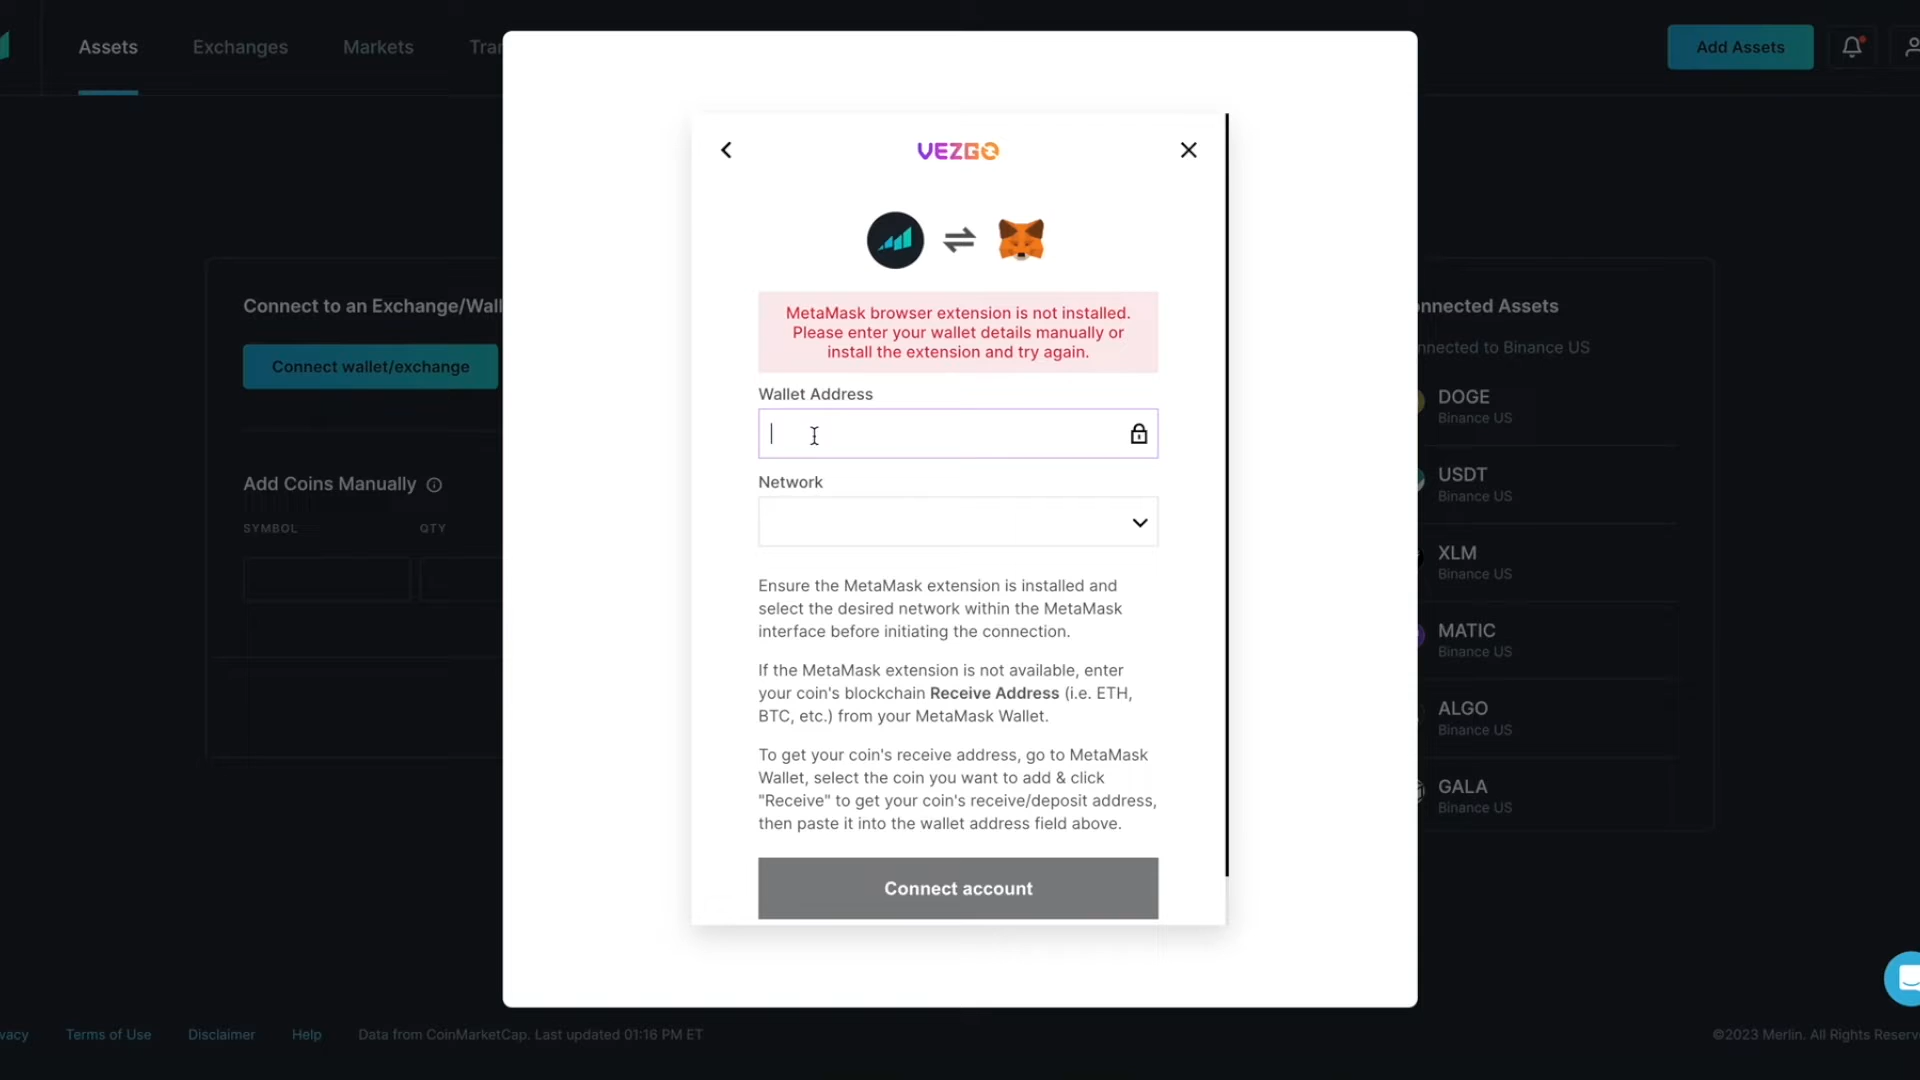 Assets
Exchanges
Markets
Add Assets
VEZGO
MetaMask browser extension is not installed.
Please enter your wallet details manually or
install the extension and try again.
Wallet Address
Network
Ensure the MetaMask extension is installed and
select the desired network within the MetaMask
interface before initiating the connection.
If the MetaMask extension is not available, enter
your coin's blockchain Receive Address (i.e. ETH,
BTC, etc.) from your MetaMask Wallet.
To get your coin's receive address, go to MetaMask
Wallet, select the coin you want to add & click
"Receive" to get your coin's receive/deposit address,
then paste it into the wallet address field above.
Connect account
Connect to an Exchange/Wall
Connect wallet/exchange
Add Coins Manually
SYMBOL
QTY
nnected Assets
nnected to Binance US
DOGE
Binance US
USDT
Binance US
XLM
Binance US
MATIC
Binance US
ALGO
Binance US
GALA
Binance US
vacy
Terms of Use
Disclaimer
Help
Data from CoinMarketCap. Last updated 01:16 PM ET
©2023 Merlin. All Rights Reserv